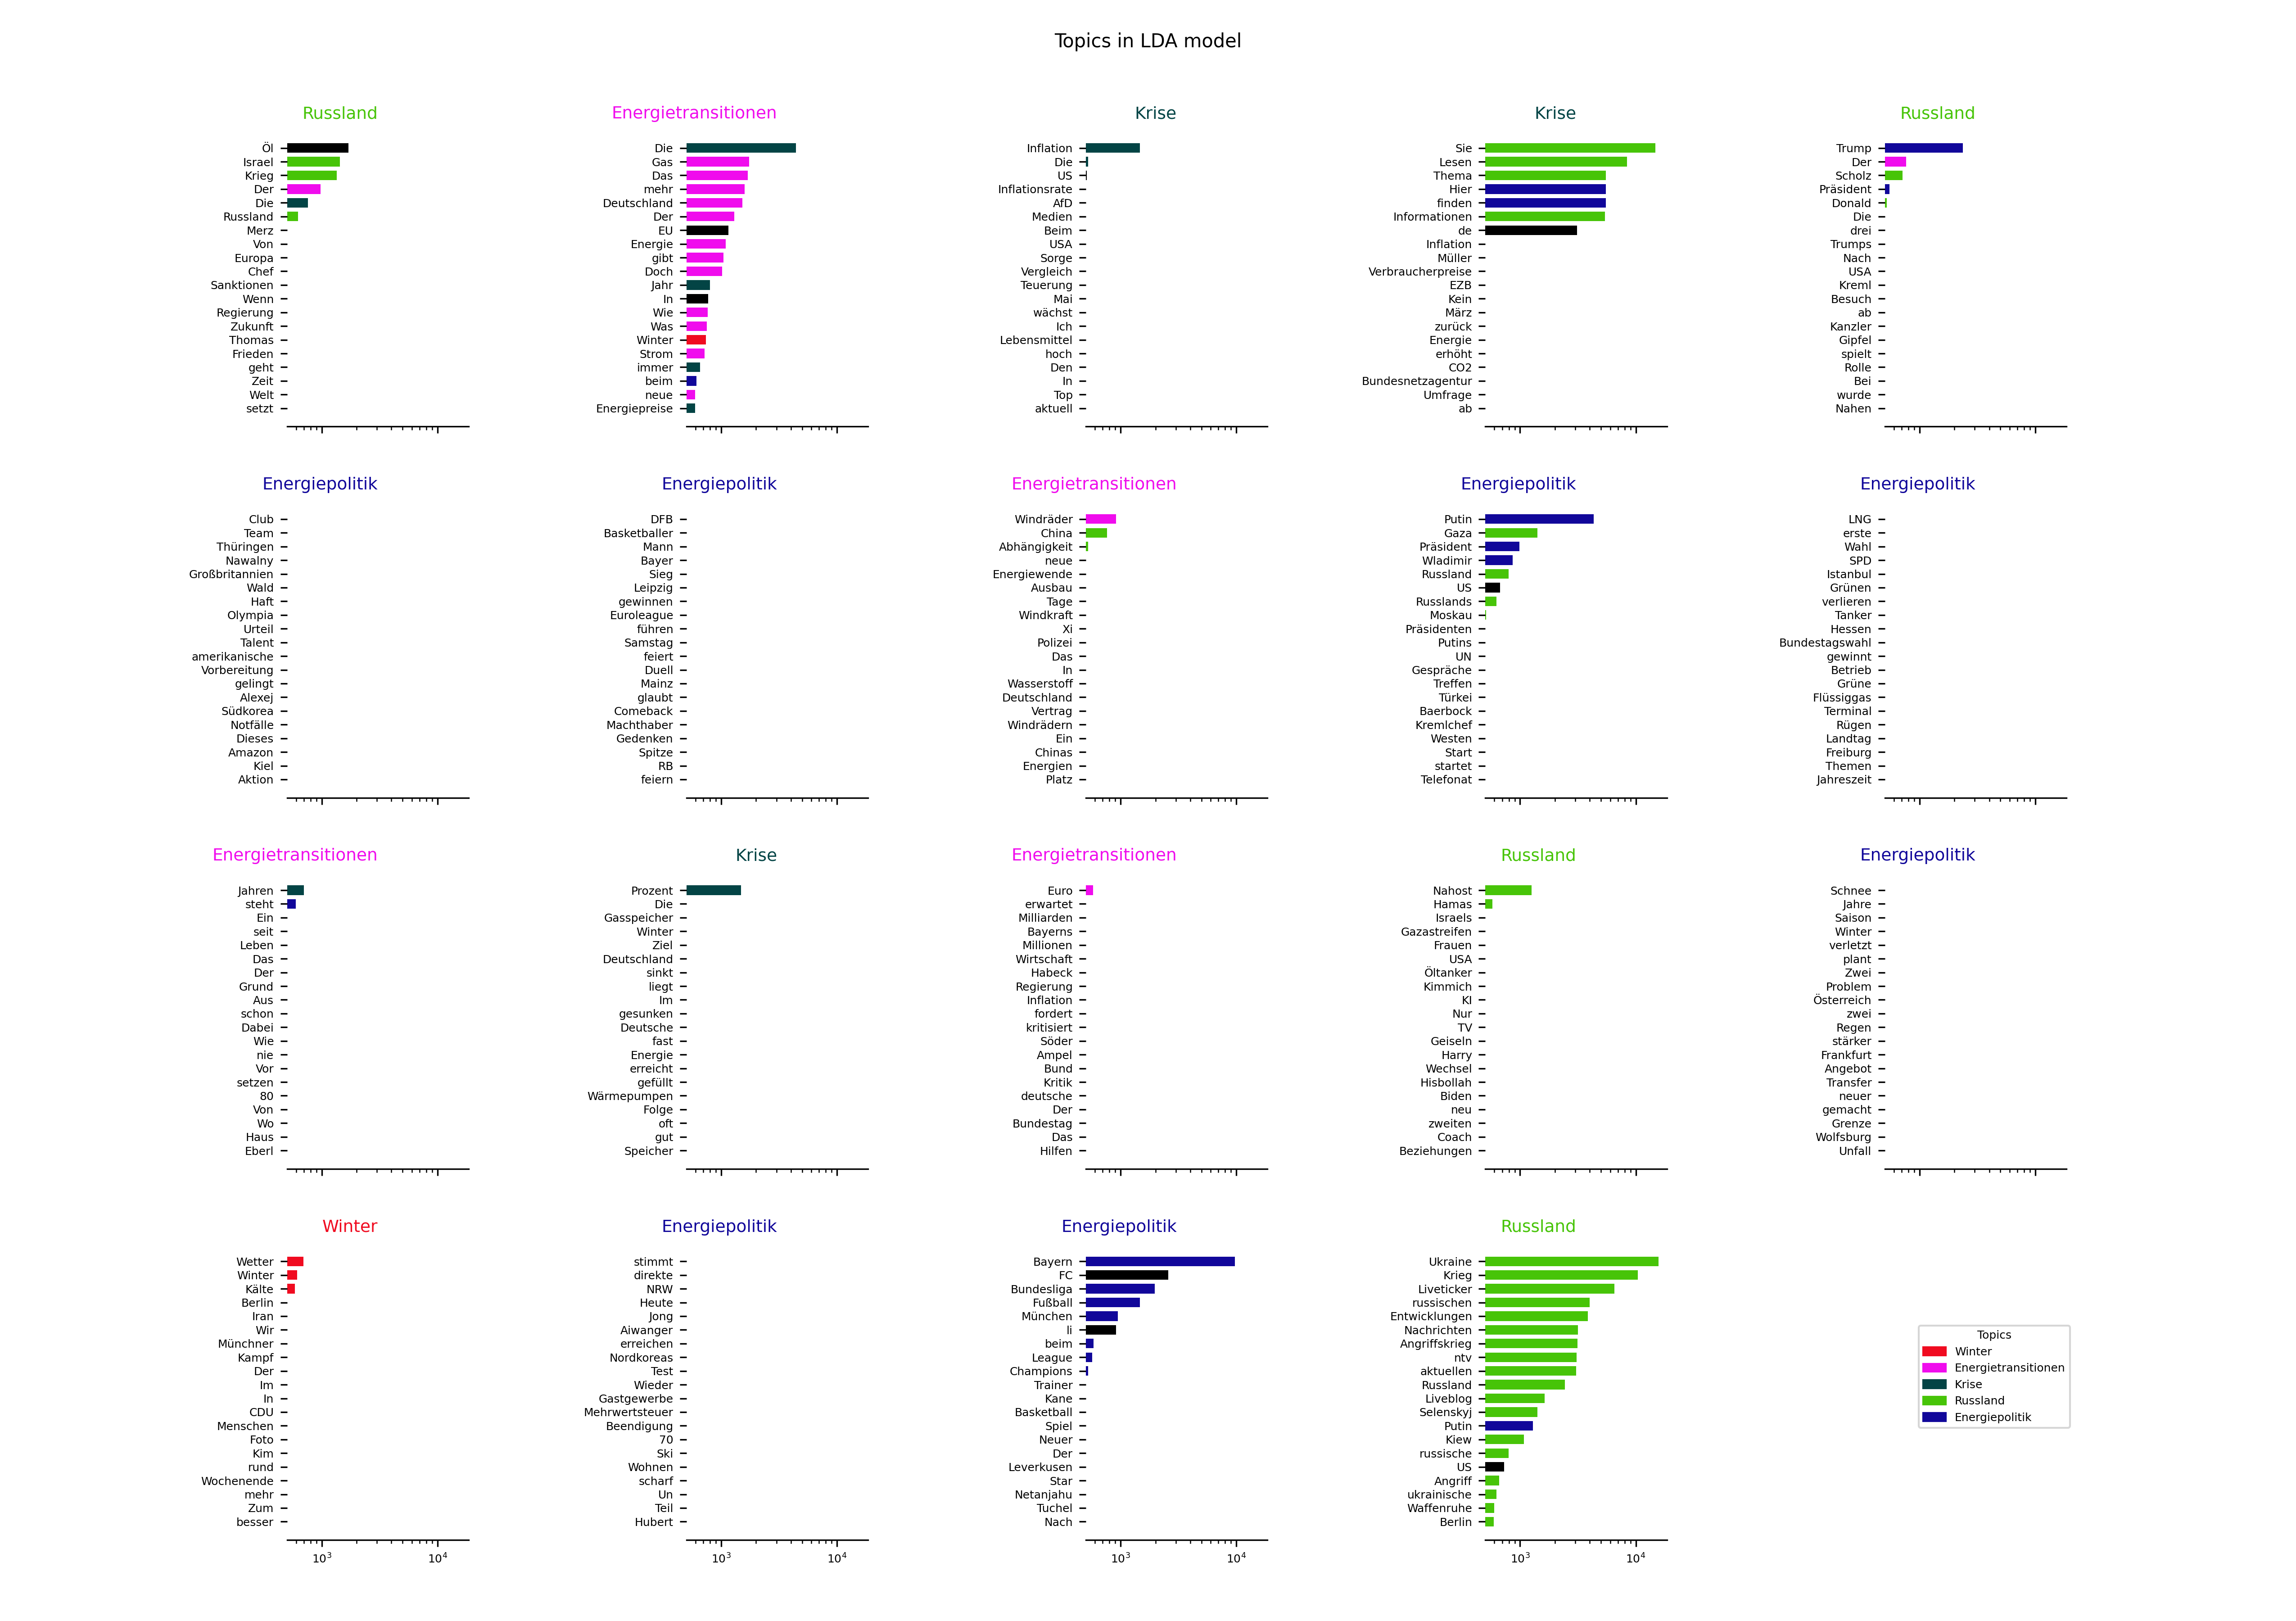 Topics in LDA model
Russland
Öl
Israel
Krieg
Der
Die
Russland
Merz
Von
Europa
Chef
Sanktionen
Wenn
Regierung
Zukunft
Thomas
Frieden
geht
Zeit
Welt
setzt
Energietransitionen
Die
Gas
Das
mehr
Deutschland
Der
EU
Energie
gibt
Doch
Jahr
In
Wie
Was
Winter
Strom
immer
beim
neue
Energiepreise
Krise
Inflation
Die
US
Inflationsrate
AfD
Medien
Beim
USA
Sorge
Vergleich
Teuerung
Mai
wächst
Ich
Lebensmittel
hoch
Den
In
Top
aktuell
Krise
Sie
Lesen
Thema
Hier
finden
Informationen
de
Inflation
Müller
Verbraucherpreise
EZB
Kein
März
zurück
Energie
erhöht
CO2
Bundesnetzagentur
Umfrage
ab
Russland
Trump
Der
Scholz
Präsident
Donald
Die
drei
Trumps
Nach
USA
Kreml
Besuch
ab
Kanzler
Gipfel
spielt
Rolle
Bei
wurde
Nahen
Energiepolitik
Club
Team
Thüringen
Nawalny
Großbritannien
Wald
Haft
Olympia
Urteil
Talent
amerikanische
Vorbereitung
gelingt
Alexej
Südkorea
Notfälle
Dieses
Amazon
Kiel
Aktion
Energiepolitik
DFB
Basketballer
Mann
Bayer
Sieg
Leipzig
gewinnen
Euroleague
führen
Samstag
feiert
Duell
Mainz
glaubt
Comeback
Machthaber
Gedenken
Spitze
RB
feiern
Energietransitionen
Windräder
China
Abhängigkeit
neue
Energiewende
Ausbau
Tage
Windkraft
Xi
Polizei
Das
In
Wasserstoff
Deutschland
Vertrag
Windrädern
Ein
Chinas
Energien
Platz
Energiepolitik
Putin
Gaza
Präsident
Wladimir
Russland
US
Russlands
Moskau
Präsidenten
Putins
UN
Gespräche
Treffen
Türkei
Baerbock
Kremlchef
Westen
Start
startet
Telefonat
Energiepolitik
LNG
erste
Wahl
SPD
Istanbul
Grünen
verlieren
Tanker
Hessen
Bundestagswahl
gewinnt
Betrieb
Grüne
Flüssiggas
Terminal
Rügen
Landtag
Freiburg
Themen
Jahreszeit
Energietransitionen
Jahren
steht
Ein
seit
Leben
Das
Der
Grund
Aus
schon
Dabei
Wie
nie
Vor
setzen
80
Von
Wo
Haus
Eberl
Krise
Prozent
Die
Gasspeicher
Winter
Ziel
Deutschland
sinkt
liegt
Im
gesunken
Deutsche
fast
Energie
erreicht
gefüllt
Wärmepumpen
Folge
oft
gut
Speicher
Energietransitionen
Euro
erwartet
Milliarden
Bayerns
Millionen
Wirtschaft
Habeck
Regierung
Inflation
fordert
kritisiert
Söder
Ampel
Bund
Kritik
deutsche
Der
Bundestag
Das
Hilfen
Russland
Nahost
Hamas
Israels
Gazastreifen
Frauen
USA
Öltanker
Kimmich
KI
Nur
TV
Geiseln
Harry
Wechsel
Hisbollah
Biden
neu
zweiten
Coach
Beziehungen
Energiepolitik
Schnee
Jahre
Saison
Winter
verletzt
plant
Zwei
Problem
Österreich
zwei
Regen
stärker
Frankfurt
Angebot
Transfer
neuer
gemacht
Grenze
Wolfsburg
Unfall
Winter
Wetter
Winter
Kälte
Berlin
Iran
Wir
Münchner
Kampf
Der
Im
In
CDU
Menschen
Foto
Kim
rund
Wochenende
mehr
Zum
besser
10³ 10⁴
Energiepolitik
stimmt
direkte
NRW
Heute
Jong
Aiwanger
erreichen
Nordkoreas
Test
Wieder
Gastgewerbe
Mehrwertsteuer
Beendigung
70
Ski
Wohnen
scharf
Un
Teil
Hubert
10³ 10⁴
Energiepolitik
Bayern
FC
Bundesliga
Fußball
München
li
beim
League
Champions
Trainer
Kane
Basketball
Spiel
Neuer
Der
Leverkusen
Star
Netanjahu
Tuchel
Nach
10³ 10⁴
Russland
Ukraine
Krieg
Liveticker
russischen
Entwicklungen
Nachrichten
Angriffskrieg
ntv
aktuellen
Russland
Liveblog
Selenskyj
Putin
Kiew
russische
US
Angriff
ukrainische
Waffenruhe
Berlin
10³ 10⁴
Topics
Winter
Energietransitionen
Krise
Russland
Energiepolitik